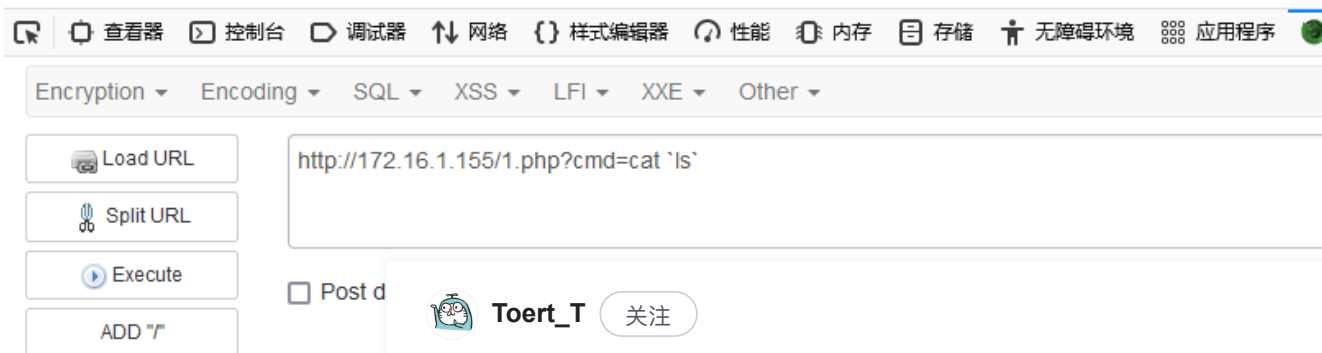 查看器 控制台 调试器 网络 {} 样式编辑器 性能 内存 存储 无障碍环境 应用程序
Encryption Encoding SQL XSS LFI XXE Other
Load URL http://172.16.1.155/1.php?cmd=cat `ls`
Split URL
Execute
Post d
Toert_T 关注
ADD "/"